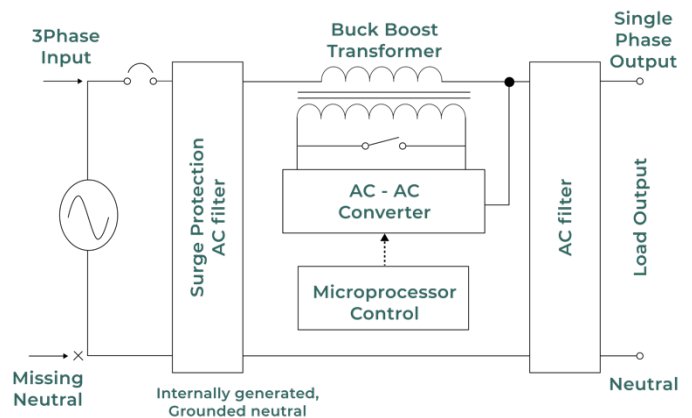 3Phase
Input
Buck Boost
Transformer
Single
Phase
Output
Surge Protection
AC filter
AC - AC
Converter
AC filter
Load Output
Microprocessor
Control
Missing
Neutral
Internally generated,
Grounded neutral
Neutral